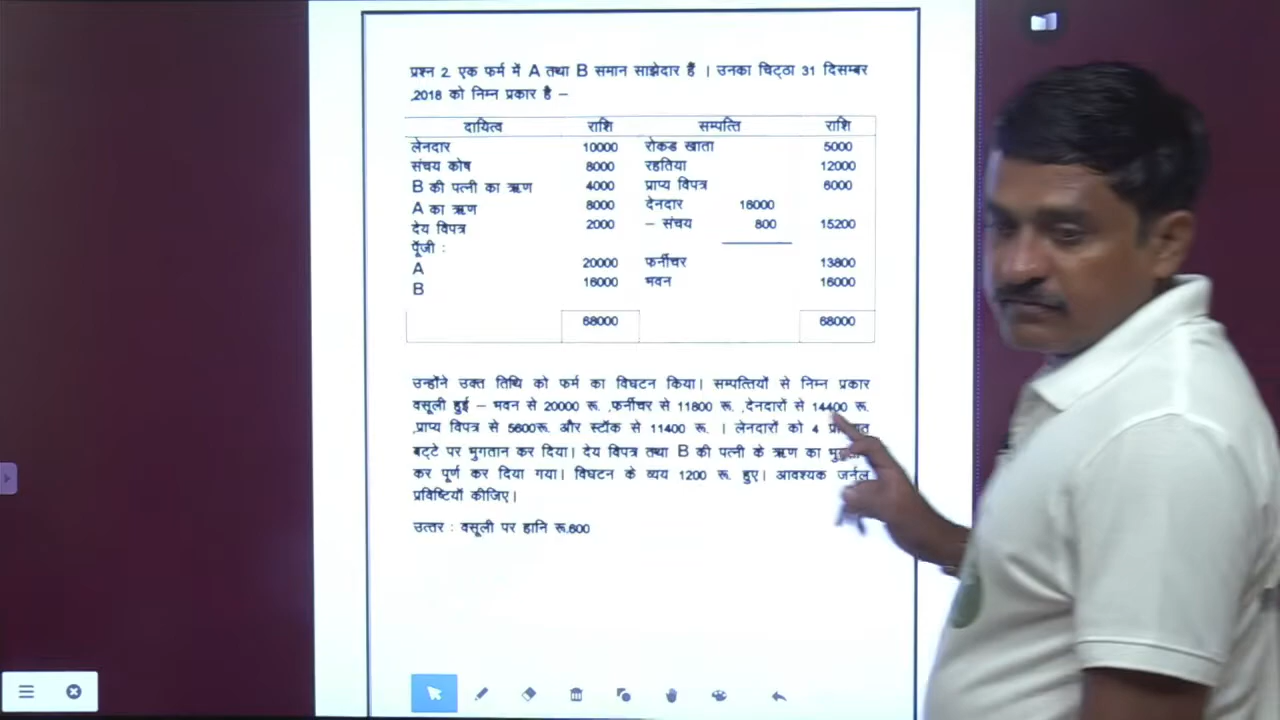 प्रश्न 2. एक फर्म में A तथा B समान साझेदार हैं । उनका चिट्ठा 31 दिसम्बर
,2018 को निम्न प्रकार है –
दायित्व राशि सम्पत्ति राशि
लेनदार 10000 रोकड खाता 5000
संचय कोष 8000 रहतिया 12000
B की पत्नी का ऋण 4000 प्राप्य विपत्र 6000
A का ऋण 8000 देनदार 16000
देय विपत्र 2000 – संचय 800 15200
पूँजी :
A 20000 फर्नीचर 13800
B 16000 भवन 16000
68000 68000
उन्होंने उक्त तिथि को फर्म का विघटन किया। सम्पत्तियों से निम्न प्रकार
वसूली हुई – भवन से 20000 रू. ,फर्नीचर से 11800 रू. ,देनदारों से 14400 रू.
,प्राप्य विपत्र से 5600रू. और स्टॉक से 11400 रू. । लेनदारों को 4
बट्टे पर भुगतान कर दिया। देय विपत्र तथा B की पत्नी के ऋण का
कर पूर्ण कर दिया गया। विघटन के व्यय 1200 रू. हुए। आवश्यक जर्नल
प्रविष्टियाँ कीजिए।
उत्तर : वसूली पर हानि रू.600